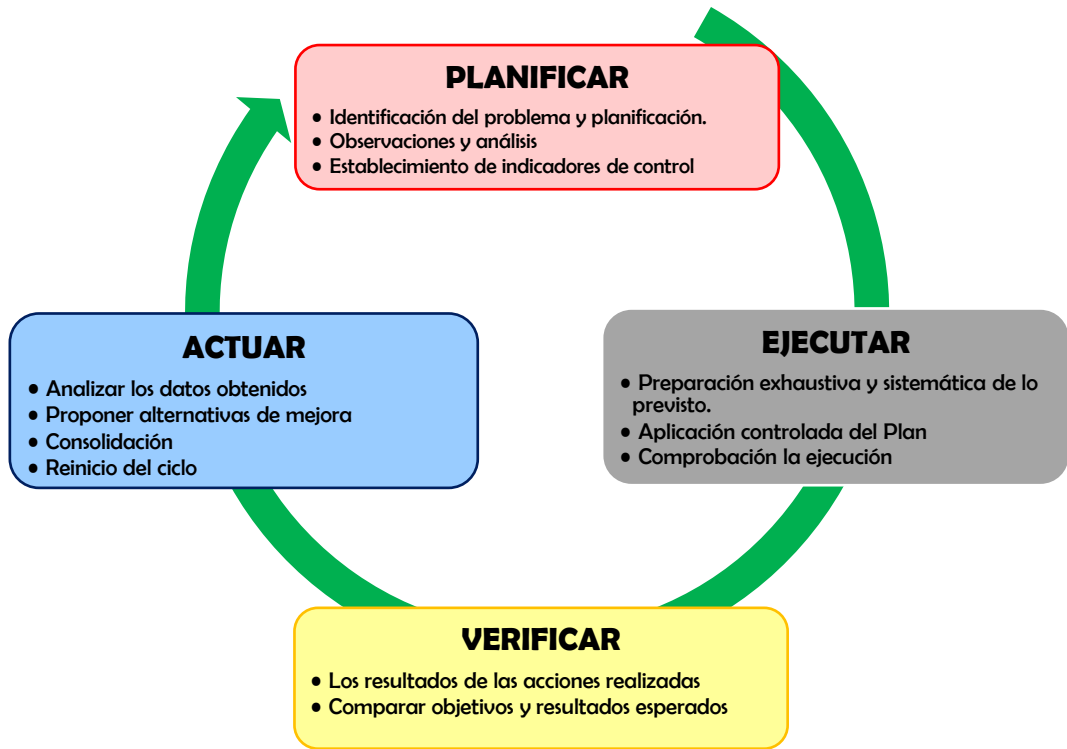 PLANIFICAR
• Identificación del problema y planificación.
• Observaciones y análisis
• Establecimiento de indicadores de control
EJECUTAR
• Preparación exhaustiva y sistemática de lo
previsto.
• Aplicación controlada del Plan
• Comprobación la ejecución
VERIFICAR
• Los resultados de las acciones realizadas
• Comparar objetivos y resultados esperados
ACTUAR
• Analizar los datos obtenidos
• Proponer alternativas de mejora
• Consolidación
• Reinicio del ciclo